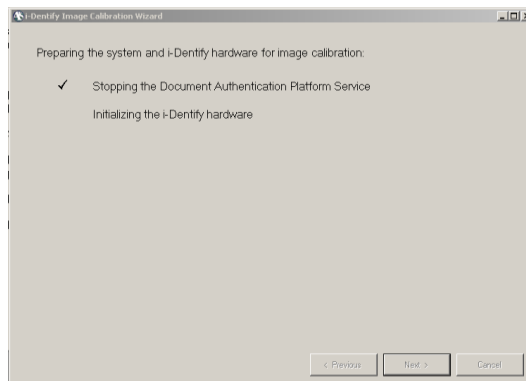 i-Dentify Image Calibration Wizard
Preparing the system and i-Dentify hardware for image calibration:
Stopping the Document Authentication Platform Service
Initializing the i-Dentify hardware
< Previous Next > Cancel